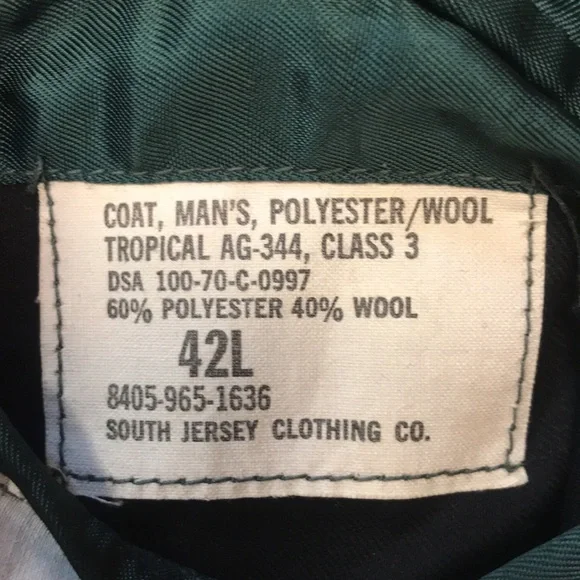 COAT, MAN'S, POLYESTER/WOOL
TROPICAL AG-344, CLASS 3
DSA 100-70-C-0997
60% POLYESTER 40% WOOL
42L
8405-965-1636
SOUTH JERSEY CLOTHING CO.